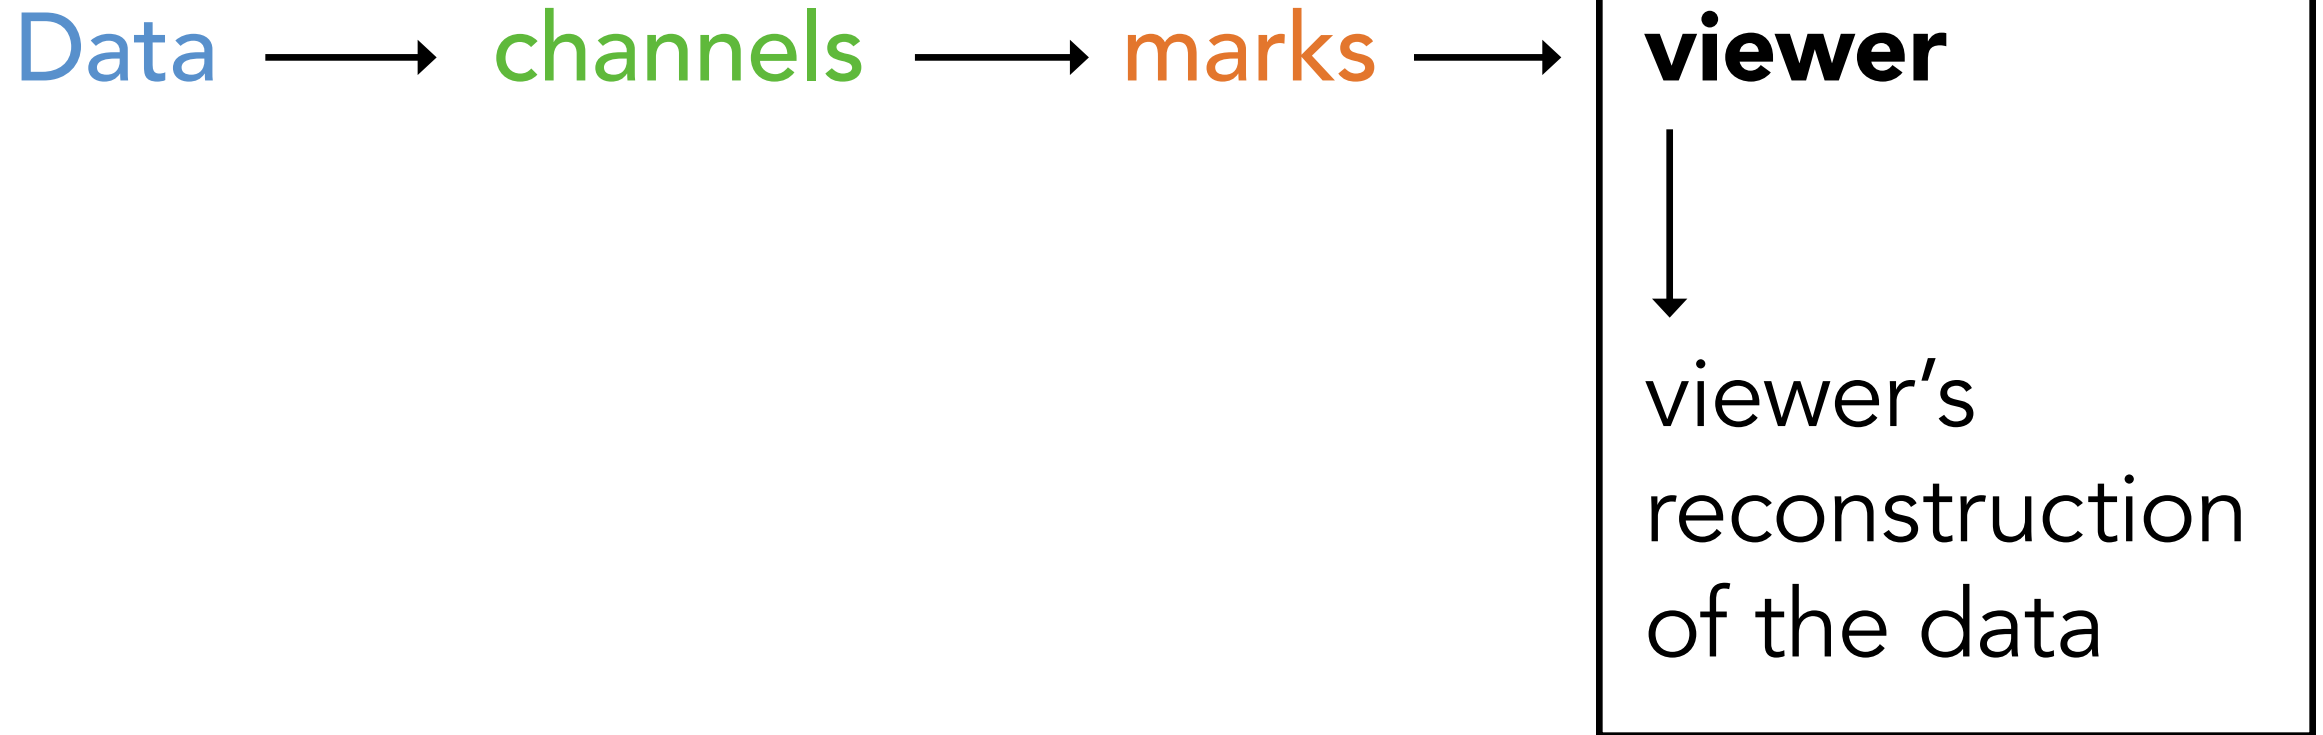 Data → channels → marks → viewer
viewer’s
reconstruction
of the data